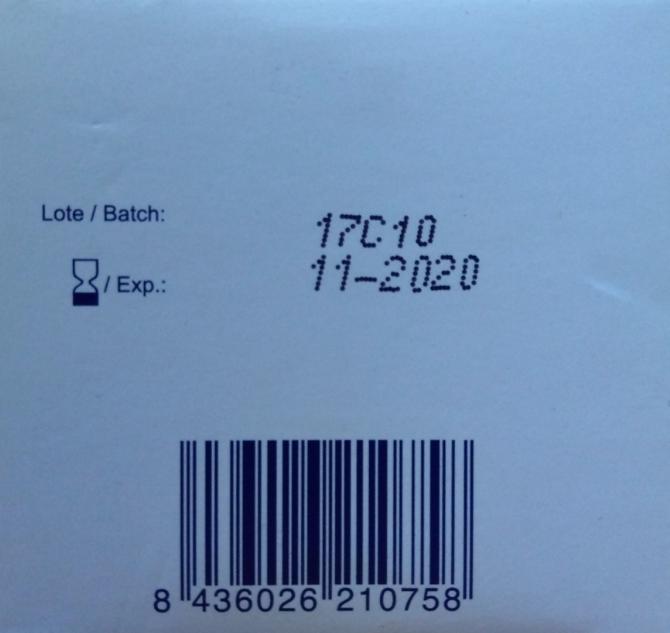 Lote / Batch: 17C10
/ Exp.: 11-2020
8 436026 210758